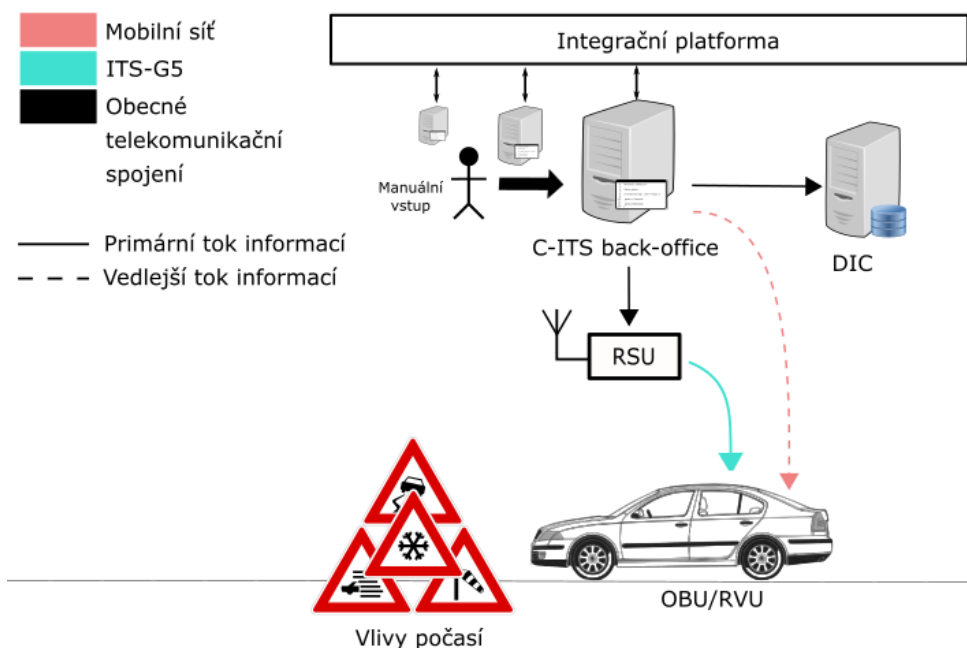 Mobilní síť
ITS-G5
Obecné
telekomunikační
spojení
Primární tok informací
Vedlejší tok informací
Integrační platforma
Manuální
vstup
C-ITS back-office
DIC
RSU
OBU/RVU
Vlivy počasí